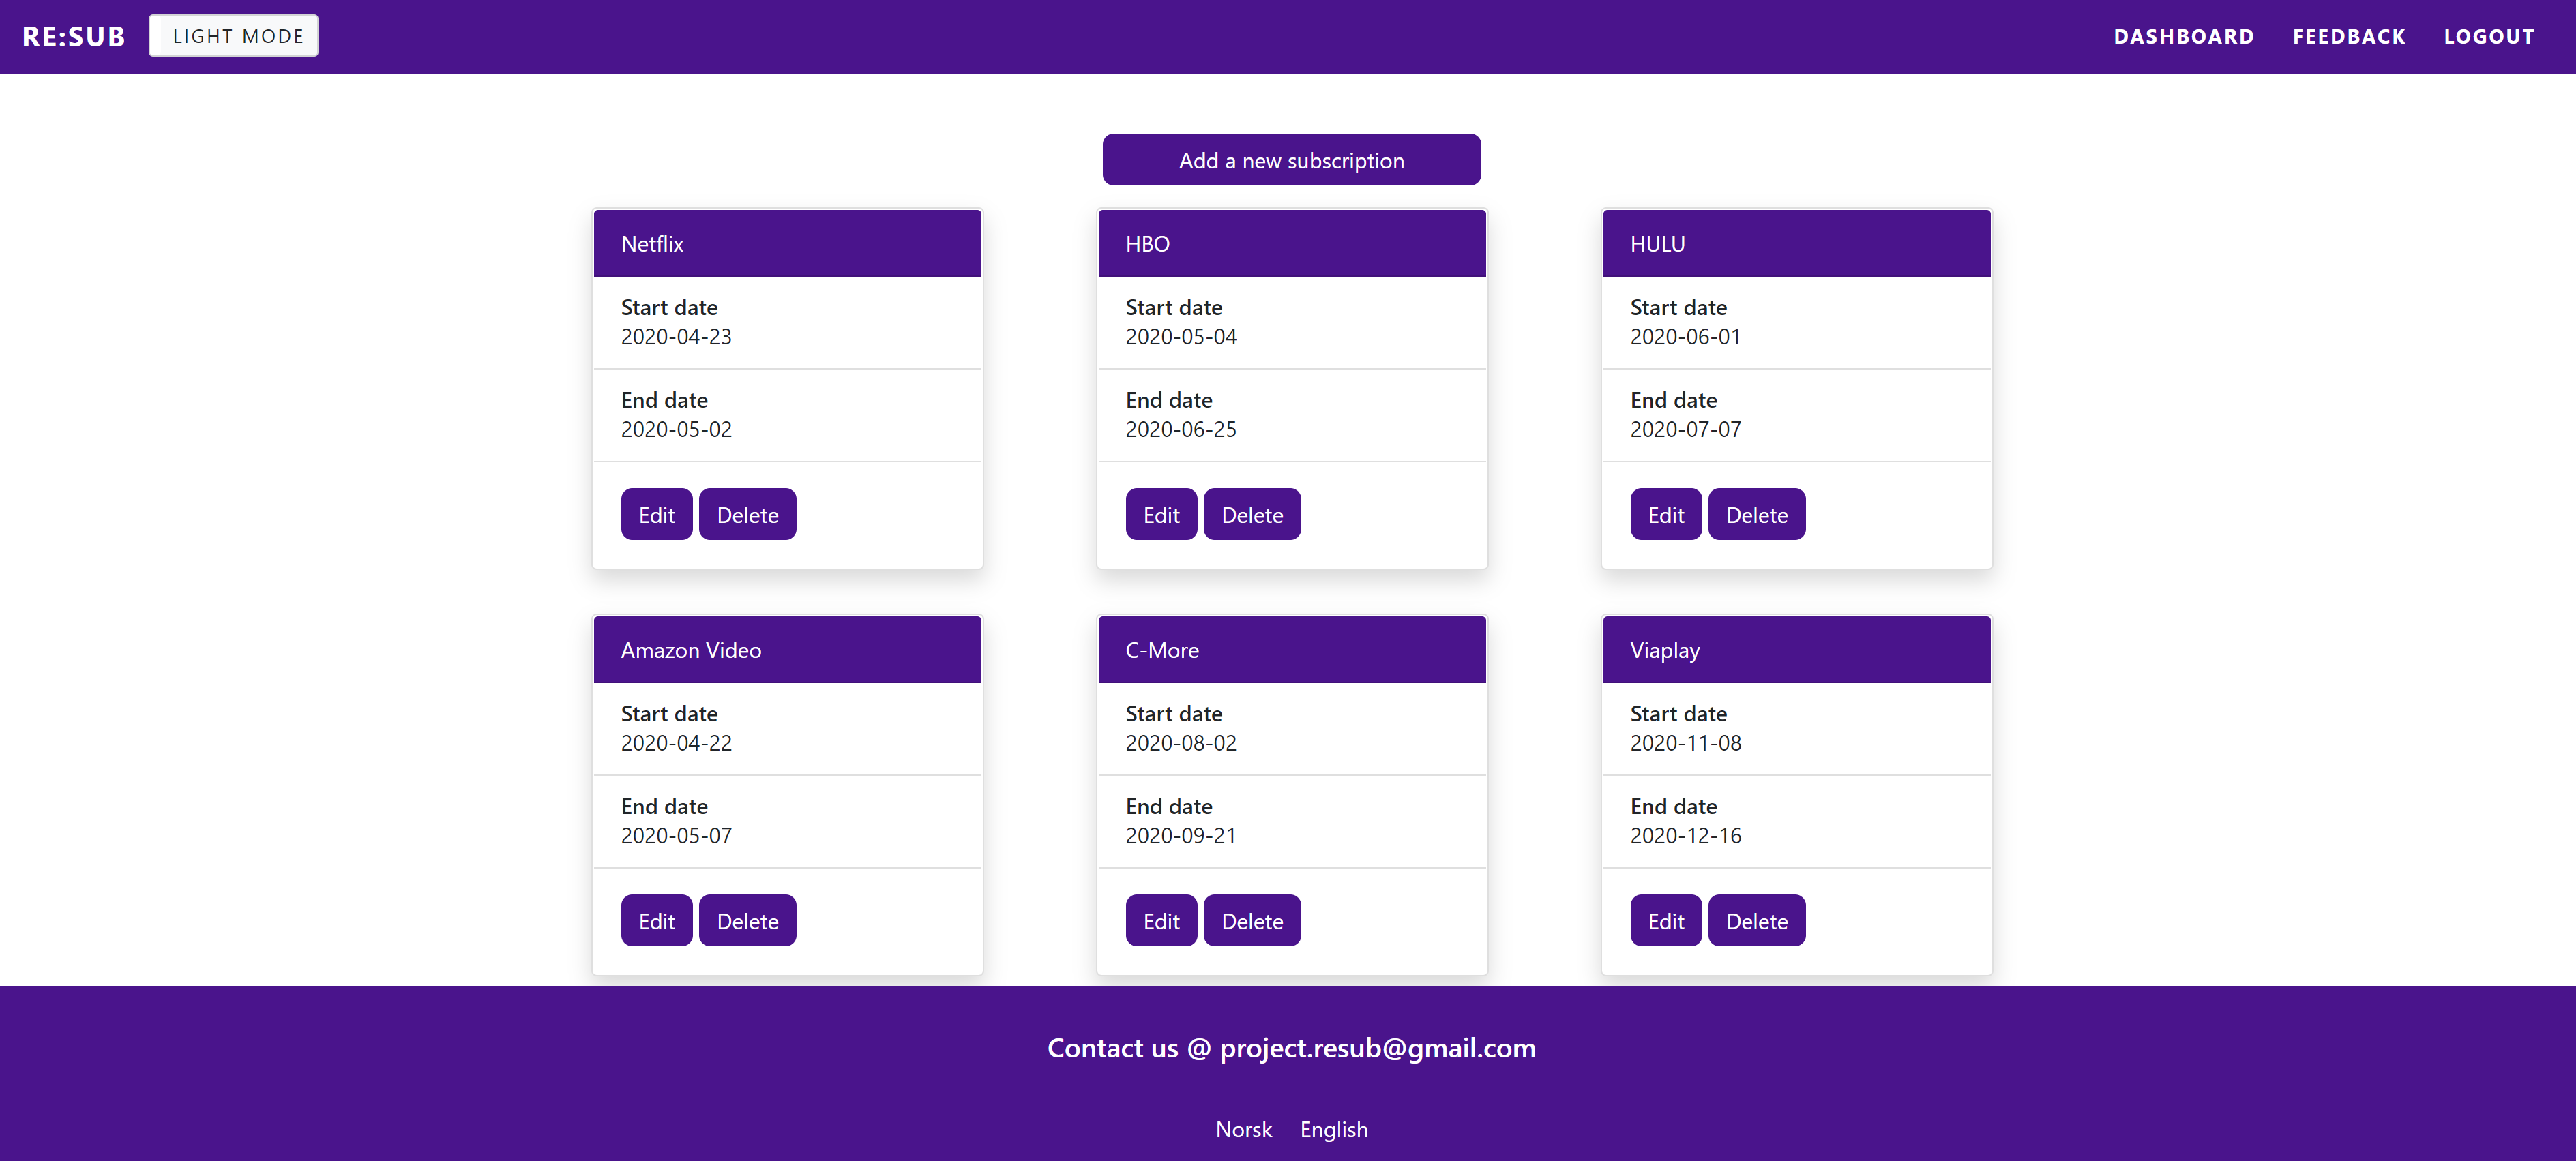 RE:SUB
LIGHT MODE
DASHBOARD
FEEDBACK
LOGOUT
Add a new subscription
Netflix
Start date
2020-04-23
End date
2020-05-02
Edit
Delete
HBO
Start date
2020-05-04
End date
2020-06-25
Edit
Delete
HULU
Start date
2020-06-01
End date
2020-07-07
Edit
Delete
Amazon Video
Start date
2020-04-22
End date
2020-05-07
Edit
Delete
C-More
Start date
2020-08-02
End date
2020-09-21
Edit
Delete
Viaplay
Start date
2020-11-08
End date
2020-12-16
Edit
Delete
Contact us @ project.resub@gmail.com
Norsk
English